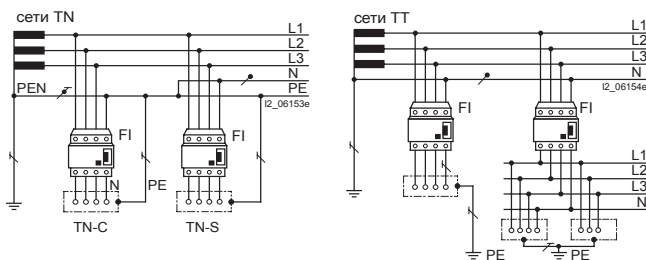 сети TN
L1
L2
L3
N
PEN
PE
I2_06153e
FI
FI
N
PE
TN-C
TN-S
сети TT
L1
L2
L3
N
I2_06154e
FI
FI
L1
L2
L3
N
PE
PE